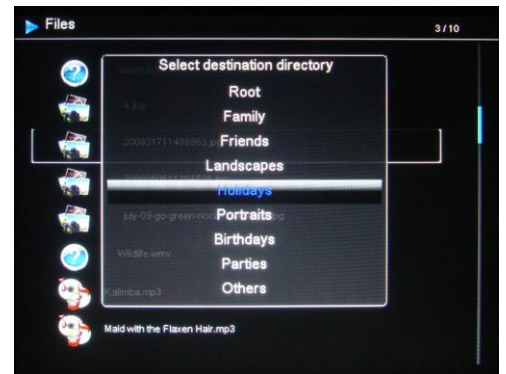 Files
3/10
Select destination directory
Root
4.jpg
Family
Friends
Landscapes
Holidays
Portraits
Birthdays
Wildlife.wmv
Parties
Others
Kalimba.mp3
Maid with the Flaxen Hair.mp3